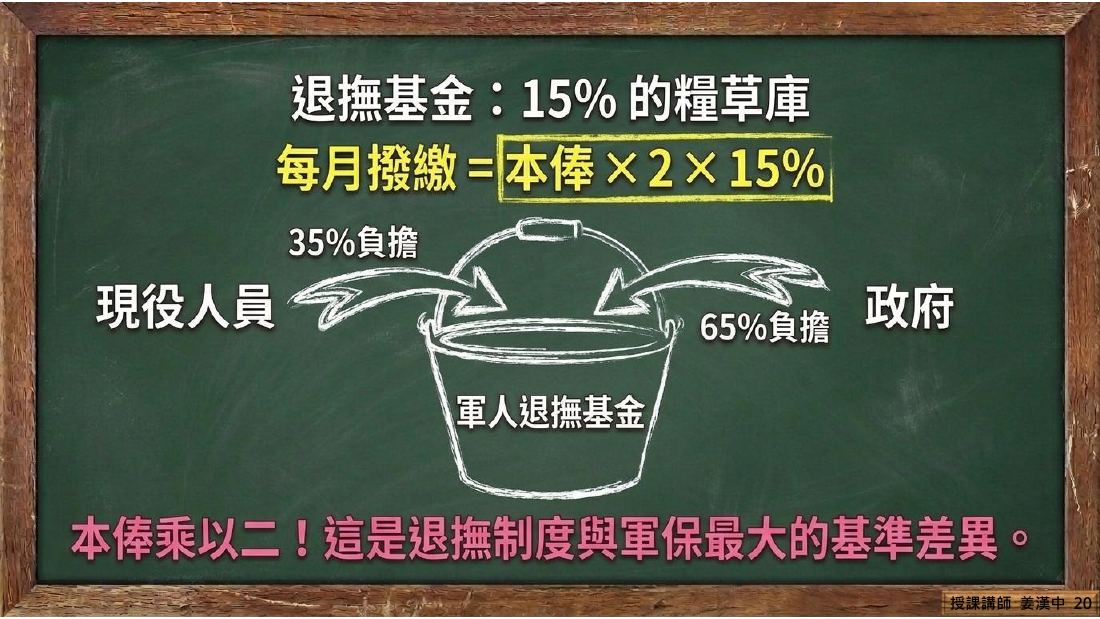 退撫基金：15% 的糧草庫
每月撥繳 = 本俸 × 2 × 15%
35%負擔
現役人員
政府
65%負擔
軍人退撫基金
本俸乘以二！這是退撫制度與軍保最大的基準差異。
授課講師 姜漢中 20